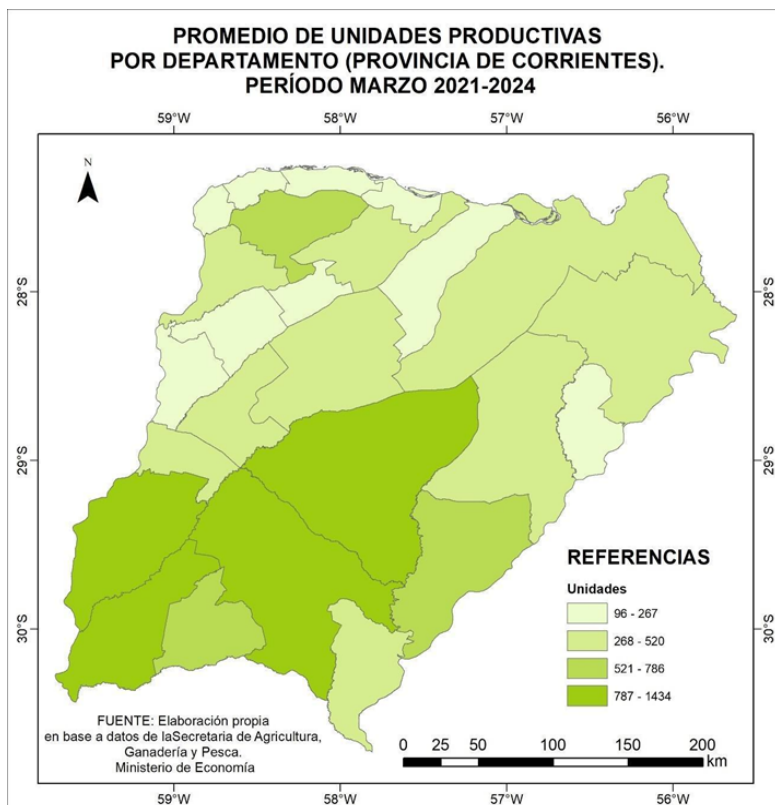 PROMEDIO DE UNIDADES PRODUCTIVAS
POR DEPARTAMENTO (PROVINCIA DE CORRIENTES).
PERÍODO MARZO 2021-2024
59°W 58°W 57°W 56°W
N
28°S 28°S
29°S 29°S
30°S 30°S
REFERENCIAS
Unidades
96 - 267
268 - 520
521 - 786
787 - 1434
FUENTE: Elaboración propia
en base a datos de laSecretaria de Agricultura,
Ganadería y Pesca.
Ministerio de Economía
0 25 50 100 150 200
km
59°W 58°W 57°W 56°W